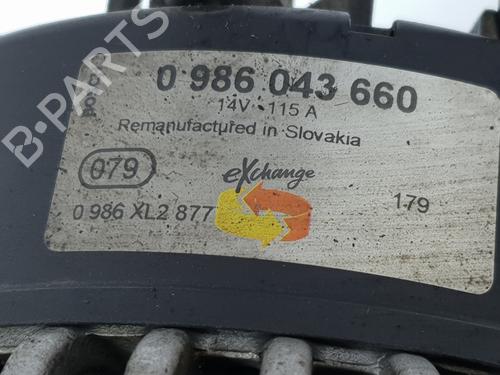 0 986 043 660
14V 115 A
Remanufactured in Slovakia
079
eXchange
0 986 XL2 877
179
B-PARTS